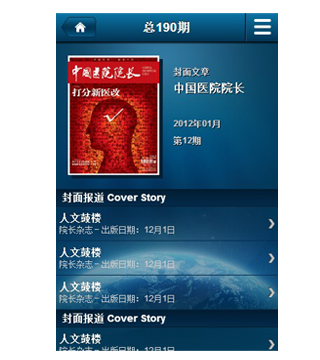 总190期
中国医院院长
打分新医改
封面文章
中国医院院长
2012年01月
第12期
封面报道 Cover Story
人文鼓楼
院长杂志 – 出版日期：12月1日
人文鼓楼
院长杂志 – 出版日期：12月1日
人文鼓楼
院长杂志 – 出版日期：12月1日
封面报道 Cover Story
人文鼓楼
院长杂志 – 出版日期：12月1日